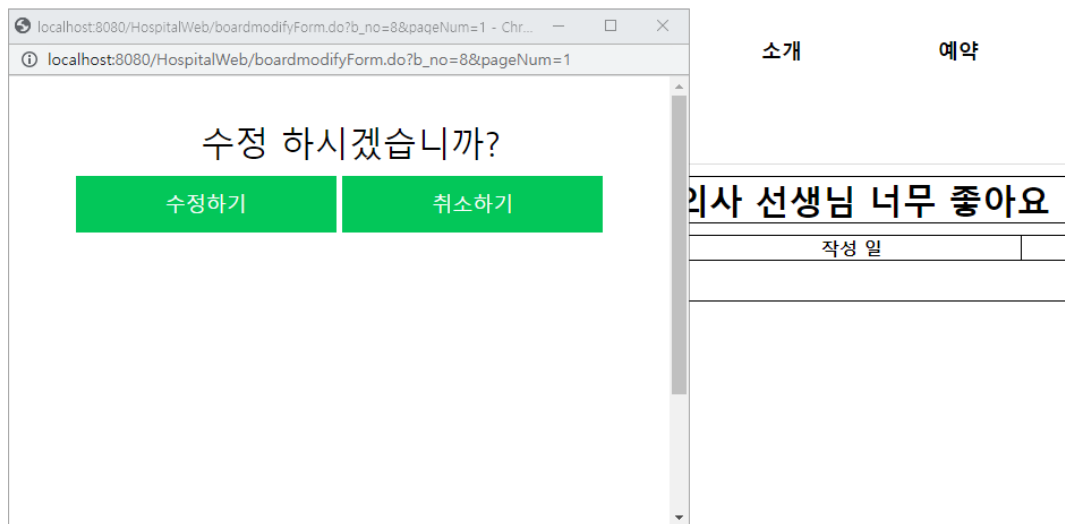 localhost:8080/HospitalWeb/boardmodifyForm.do?b_no=8&pageNum=1 - Chr...
localhost:8080/HospitalWeb/boardmodifyForm.do?b_no=8&pageNum=1
수정 하시겠습니까?
수정하기 취소하기
소개 예약
의사 선생님 너무 좋아요
작성 일